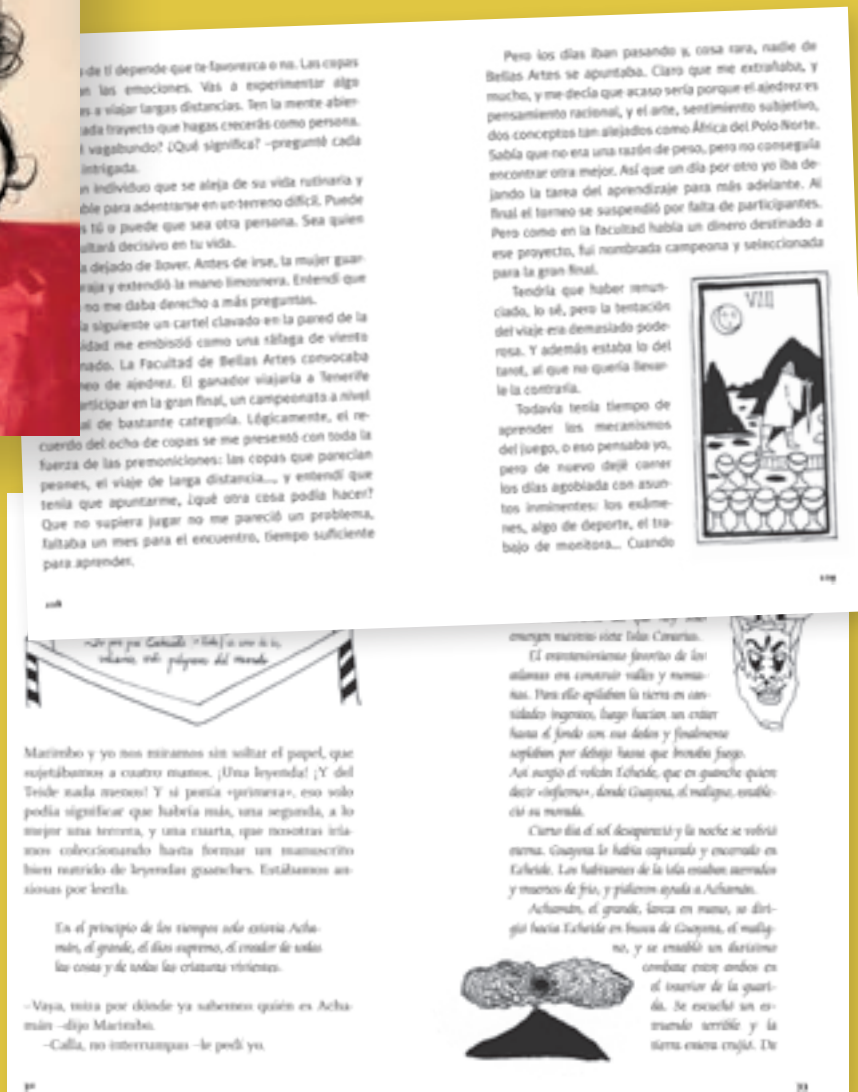 de tí depende que te favorezca o no. Las copas
las emociones. Vas a experimentar algo
a viajar largas distancias. Ten la mente abier-
ada trayecto que hagas crecerás como persona.
vagabundo? ¿Qué significa? –pregunté cada
intrigada.
n individuo que se aleja de su vida rutinaria y
ble para adentrarse en un terreno difícil. Puede
s tú o puede que sea otra persona. Sea quien
ultará decisivo en tu vida.
a dejado de llover. Antes de irse, la mujer guar-
raja y extendió la mano limosnera. Entendí que
no me daba derecho a más preguntas.
a siguiente un cartel clavado en la pared de la
idad me embistió como una ráfaga de viento
nado. La Facultad de Bellas Artes convocaba
neo de ajedrez. El ganador viajaría a Tenerife
articipar en la gran final, un campeonato a nivel
al de bastante categoría. Lógicamente, el re-
cuerdo del ocho de copas se me presentó con toda la
fuerza de las premoniciones: las copas que parecían
peones, el viaje de larga distancia..., y entendí que
tenía que apuntarme, ¿qué otra cosa podía hacer?
Que no supiera jugar no me pareció un problema,
faltaba un mes para el encuentro, tiempo suficiente
para aprender.
108
Pero los días iban pasando y, cosa rara, nadie de
Bellas Artes se apuntaba. Claro que me extrañaba, y
mucho, y me decía que acaso sería porque el ajedrez es
pensamiento racional, y el arte, sentimiento subjetivo,
dos conceptos tan alejados como África del Polo Norte.
Sabía que no era una razón de peso, pero no conseguía
encontrar otra mejor. Así que un día por otro yo iba de-
jando la tarea del aprendizaje para más adelante. Al
final el torneo se suspendió por falta de participantes.
Pero como en la facultad había un dinero destinado a
ese proyecto, fui nombrada campeona y seleccionada
para la gran final.
Tendría que haber renun-
ciado, lo sé, pero la tentación
del viaje era demasiado pode-
rosa. Y además estaba lo del
tarot, al que no quería llevar-
le la contraria.
Todavía tenía tiempo de
aprender los mecanismos
del juego, o eso pensaba yo,
pero de nuevo dejé correr
los días agobiada con asun-
tos inminentes: los exáme-
nes, algo de deporte, el tra-
bajo de monitora... Cuando
VIII
109
del mundo
Marimbo y yo nos miramos sin soltar el papel, que
sujetábamos a cuatro manos. ¡Una leyenda! ¡Y del
Teide nada menos! Y si ponía «primera», eso solo
podía significar que habría más, una segunda, a lo
mejor una tercera, y una cuarta, que nosotras iría-
mos coleccionando hasta formar un manuscrito
bien nutrido de leyendas guanches. Estábamos an-
siosas por leerla.
En el principio de los tiempos solo existía Acha-
mán, el grande, el dios supremo, el creador de todas
las cosas y de todas las criaturas vivientes.
–Vaya, mira por dónde ya sabemos quién es Acha-
mán –dijo Marimbo.
–Calla, no interrumpas –le pedí yo.
emergen nuestras siete Islas Canarias.
El entretenimiento favorito de los
atlantes era construir valles y monta-
ñas. Para ello apilaban la tierra en can-
tidades ingentes, luego hacían un cráter
hasta el fondo con sus dedos y finalmente
soplaban por debajo hasta que brotaba fuego.
Así surgió el volcán Echeide, que en guanche quiere
decir «infierno», donde Guayota, el maligno, estable-
ció su morada.
Cierto día el sol desapareció y la noche se volvió
eterna. Guayota lo había capturado y encerrado en
Echeide. Los habitantes de la isla estaban aterrados
y muertos de frío, y pidieron ayuda a Achamán.
Achamán, el grande, lanza en mano, se diri-
gió hacia Echeide en busca de Guayota, el malig-
no, y se entabló un durísimo
combate entre ambos en
el interior de la guari-
da. Se escuchó un es-
truendo terrible y la
tierra entera crujió. De